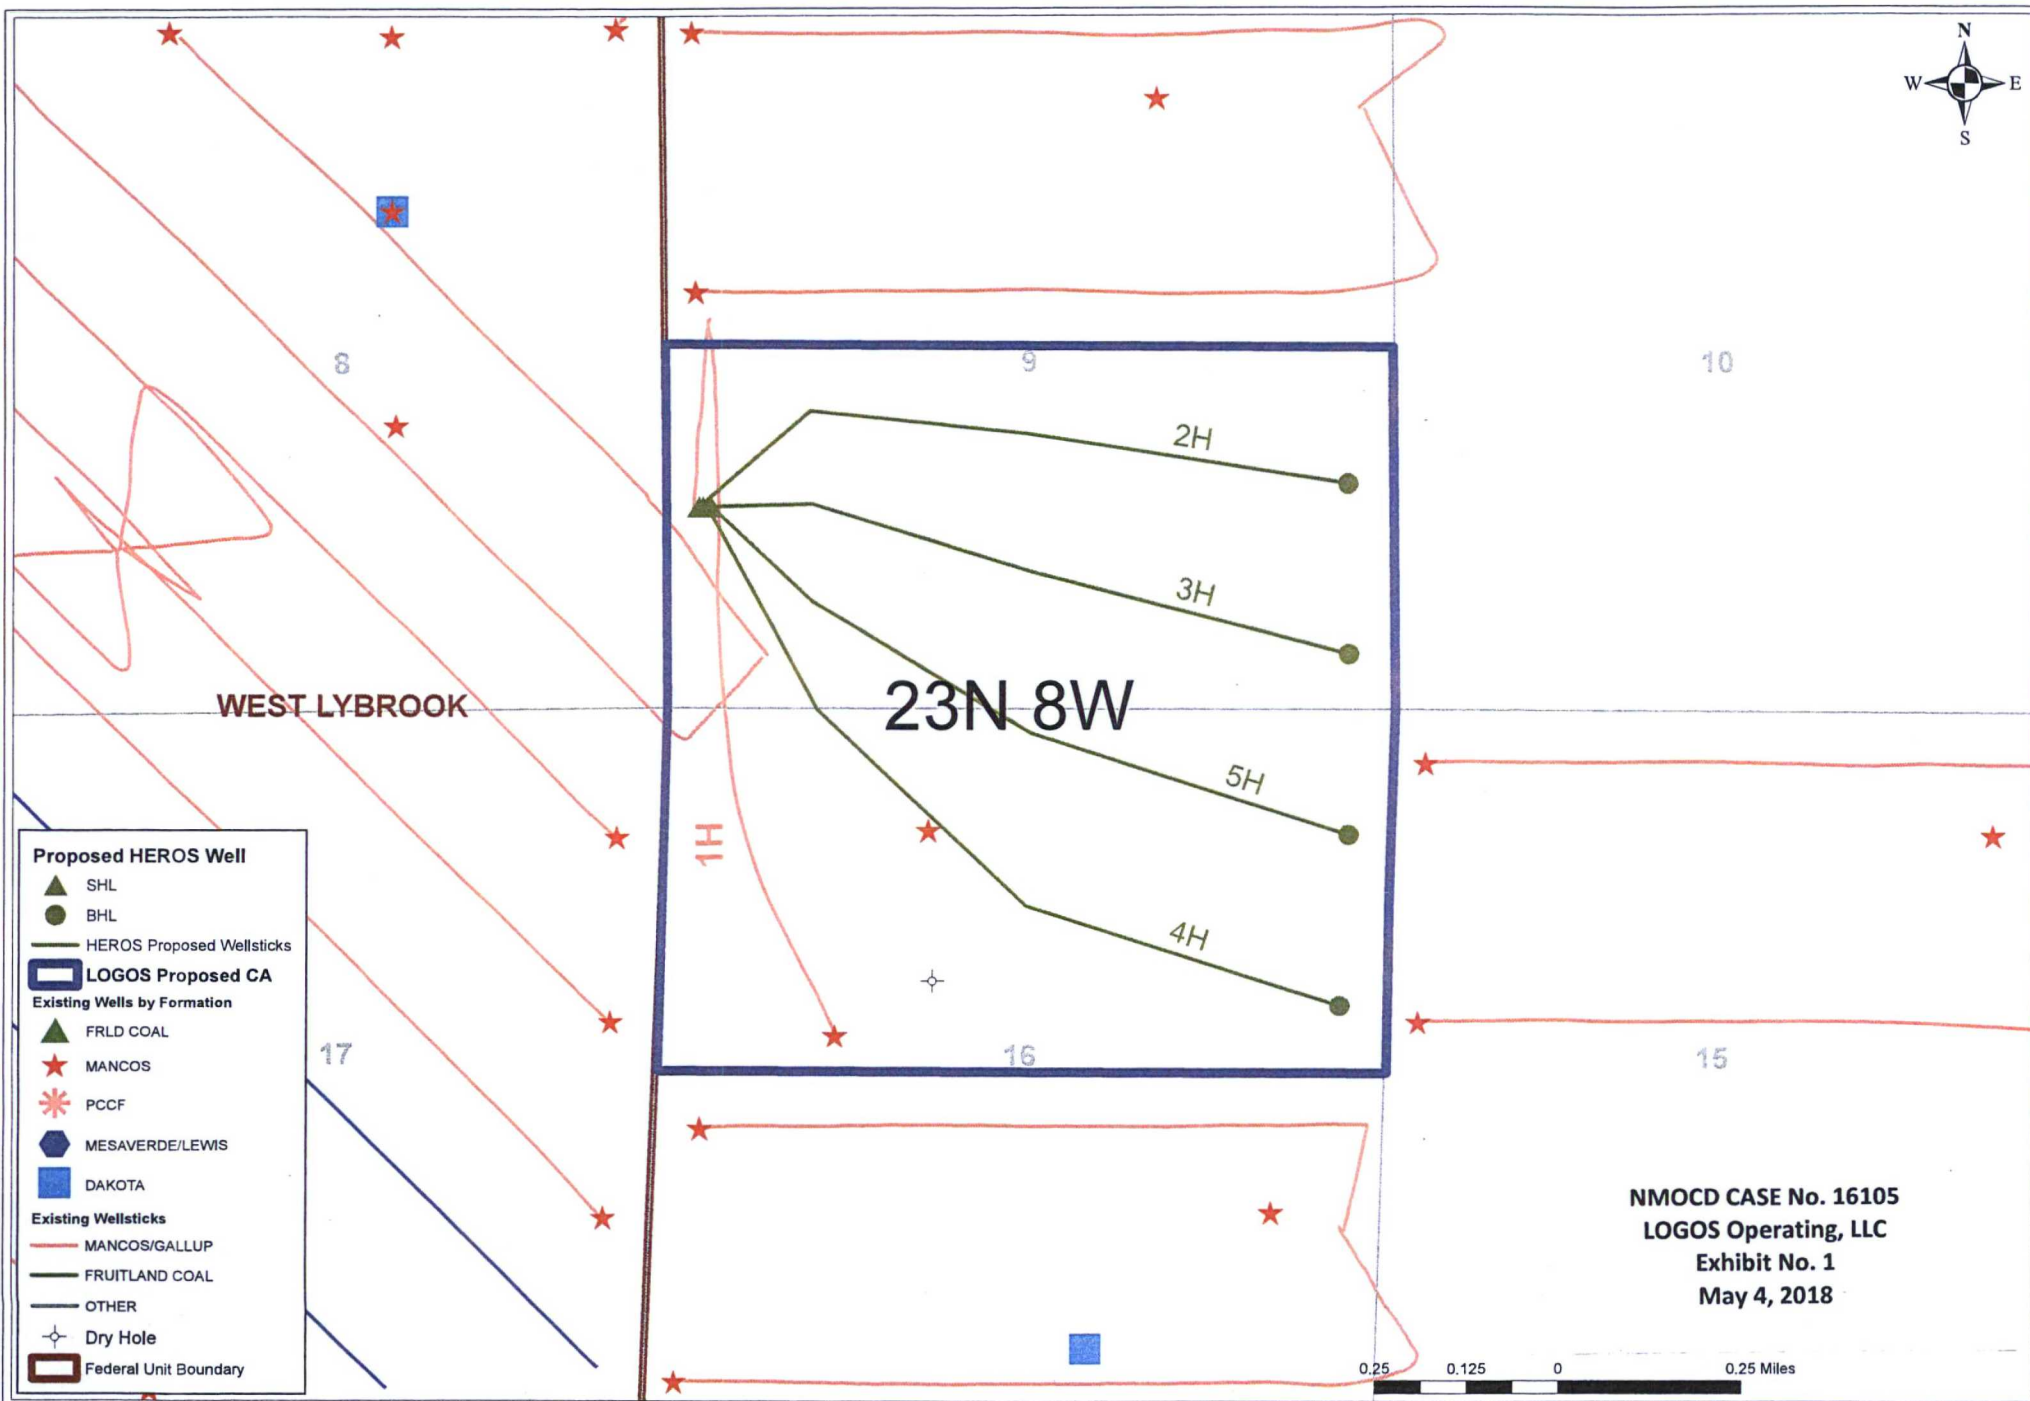 N
W E
S
8
9
10
2H
3H
WEST LYBROOK
23N 8W
5H
1H
4H
17
16
15
Proposed HEROS Well
SHL
BHL
HEROS Proposed Wellsticks
LOGOS Proposed CA
Existing Wells by Formation
FRLD COAL
MANCOS
PCCF
MESAVERDE/LEWIS
DAKOTA
Existing Wellsticks
MANCOS/GALLUP
FRUITLAND COAL
OTHER
Dry Hole
Federal Unit Boundary
NMOCD CASE No. 16105
LOGOS Operating, LLC
Exhibit No. 1
May 4, 2018
0.25 0.125 0 0.25 Miles